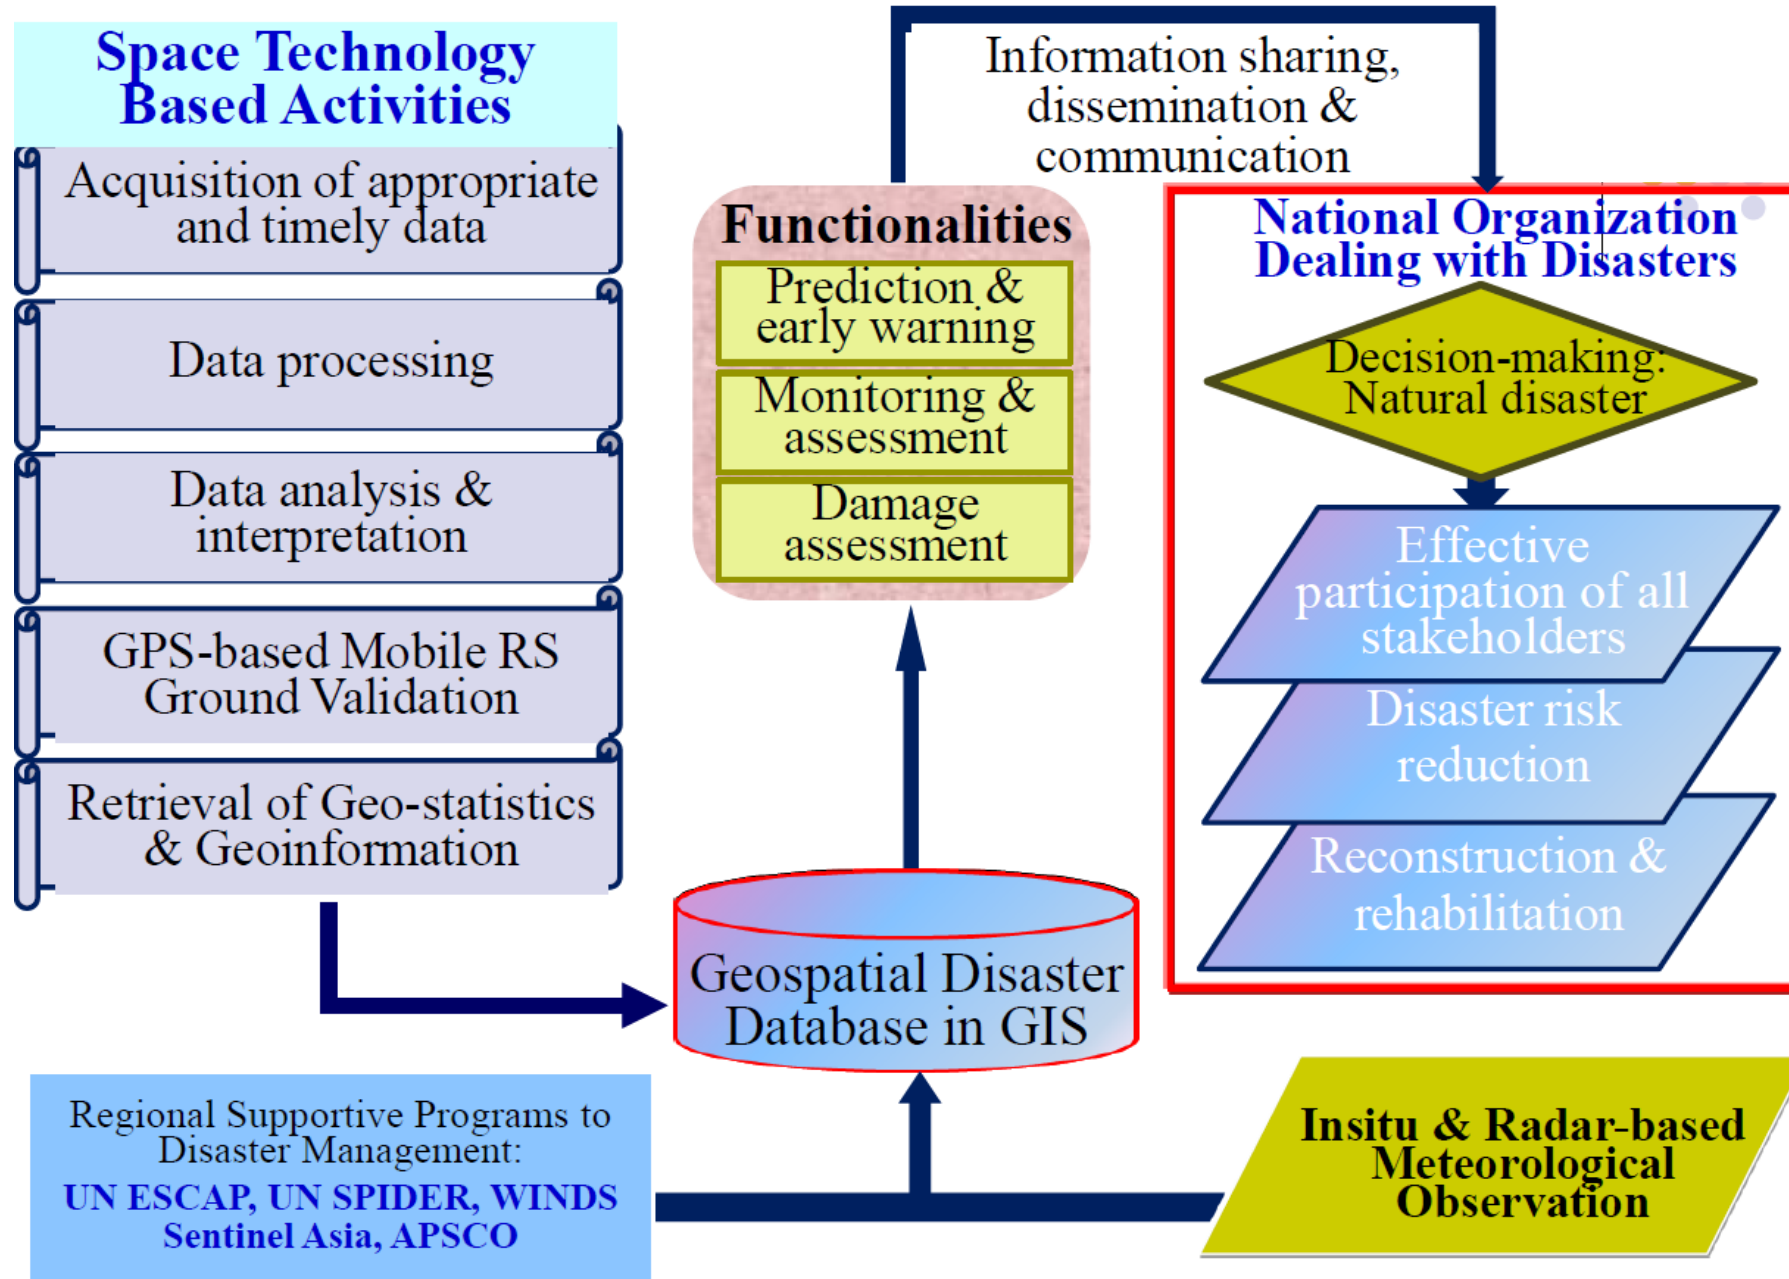 Space Technology
Based Activities
Acquisition of appropriate
and timely data
Data processing
Data analysis &
interpretation
GPS-based Mobile RS
Ground Validation
Retrieval of Geo-statistics
& Geoinformation
Information sharing,
dissemination &
communication
Functionalities
Prediction &
early warning
Monitoring &
assessment
Damage
assessment
National Organization
Dealing with Disasters
Decision-making:
Natural disaster
Effective
participation of all
stakeholders
Disaster risk
reduction
Reconstruction &
rehabilitation
Geospatial Disaster
Database in GIS
Regional Supportive Programs to
Disaster Management:
UN ESCAP, UN SPIDER, WINDS
Sentinel Asia, APSCO
Insitu & Radar-based
Meteorological
Observation